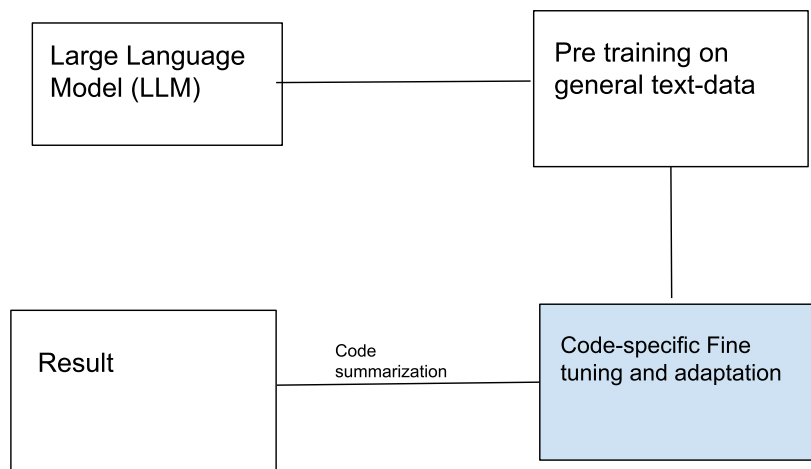 Large Language
Model (LLM)
Pre training on
general text-data
Result
Code
summarization
Code-specific Fine
tuning and adaptation